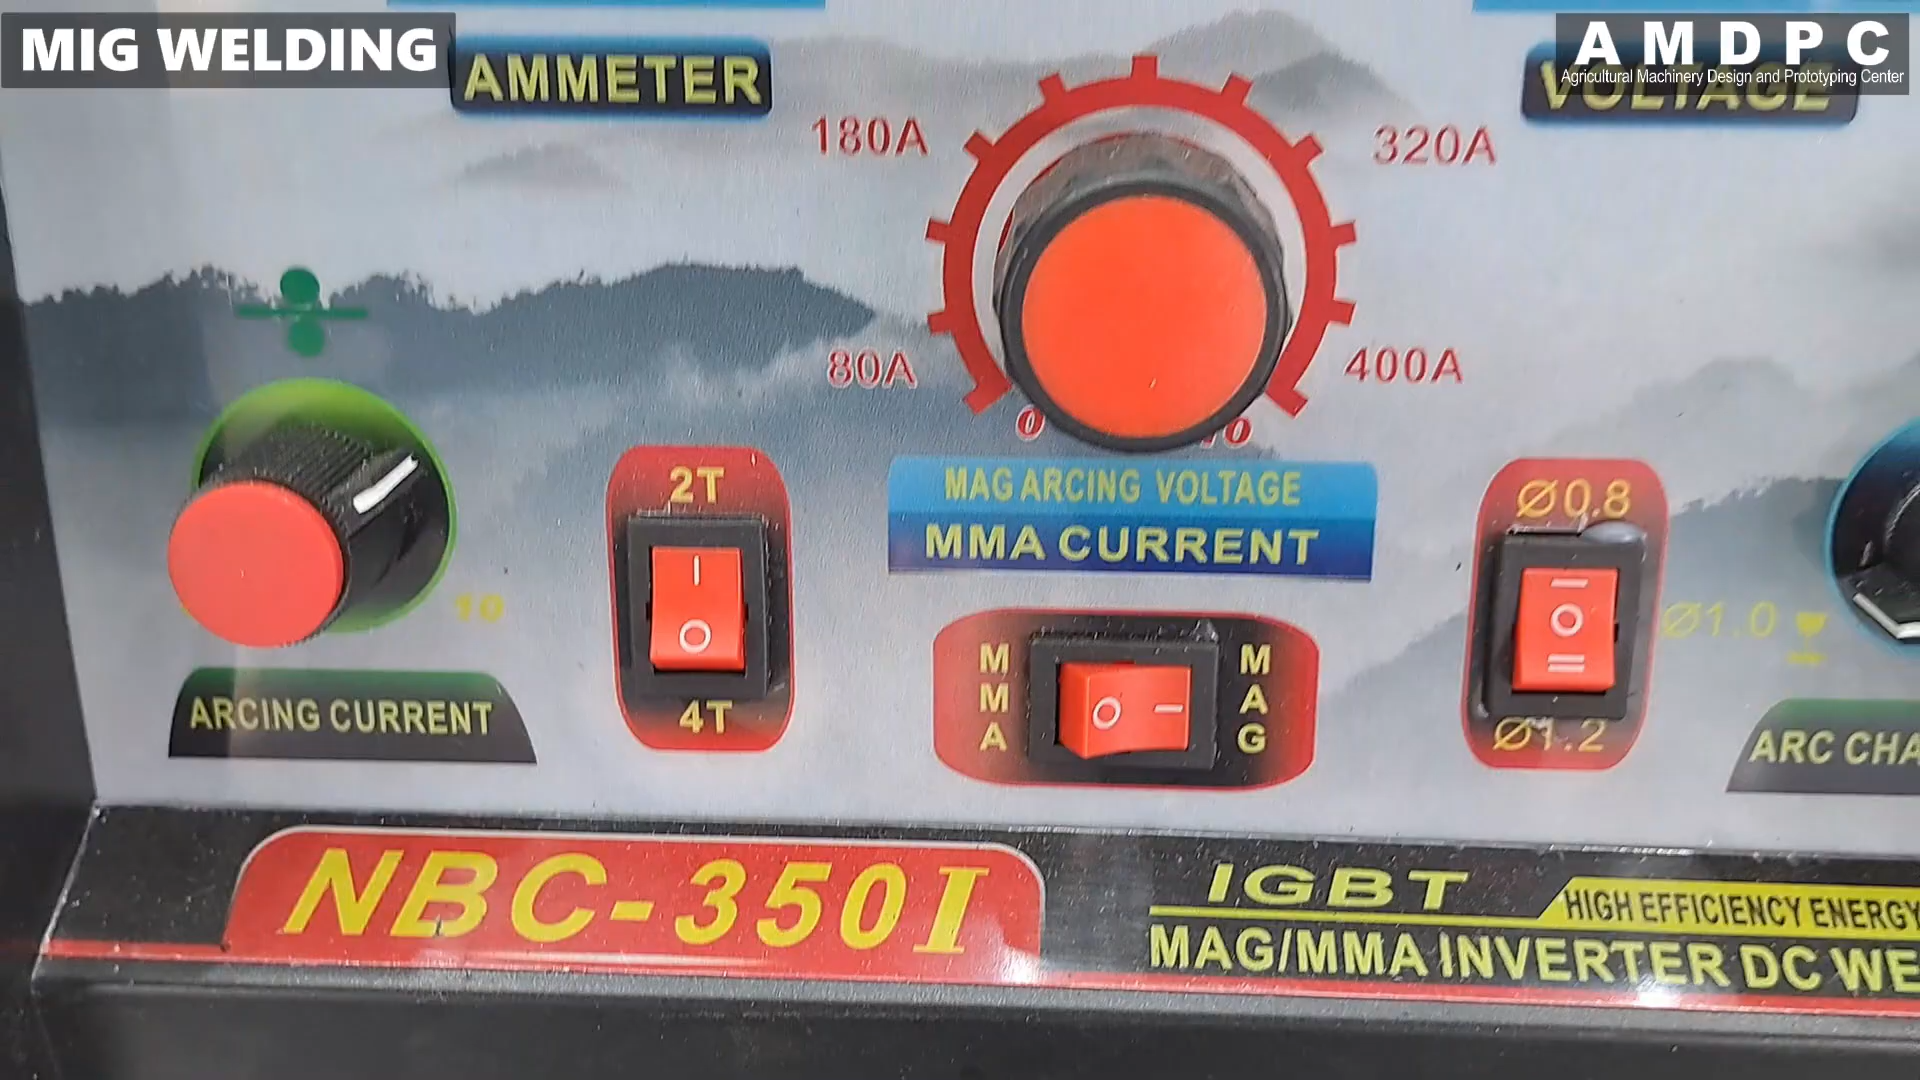 MIG WELDING
A M D P C
Agricultural Machinery Design and Prototyping Center
AMMETER
VOLTAGE
180A
320A
80A
400A
0
10
2T
4T
MAG ARCING VOLTAGE
MMA CURRENT
Ø0.8
Ø1.0
Ø1.2
10
MMA
MAG
ARCING CURRENT
ARC CHA
NBC-350I
IGBT
HIGH EFFICIENCY ENERGY
MAG/MMA INVERTER DC WE